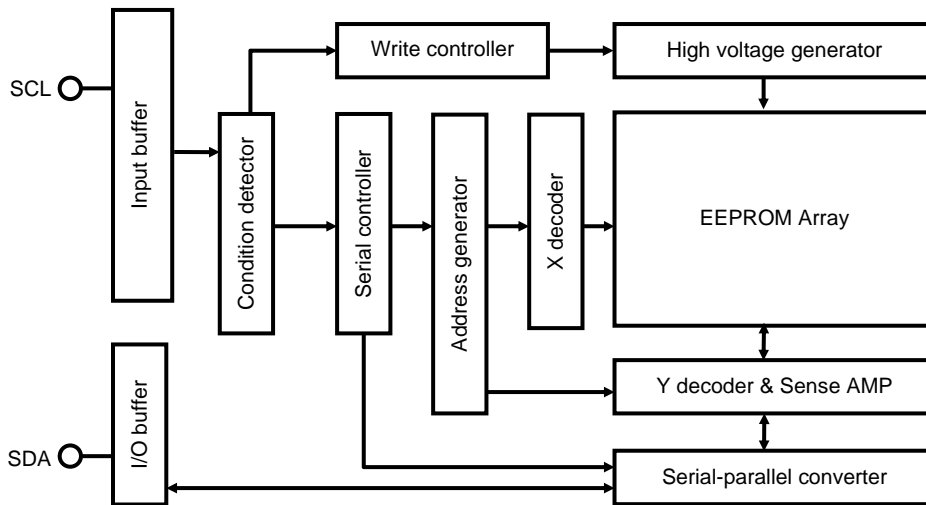 Write controller
High voltage generator
SCL
Input buffer
Condition detector
Serial controller
Address generator
X decoder
EEPROM Array
Y decoder & Sense AMP
SDA
I/O buffer
Serial-parallel converter